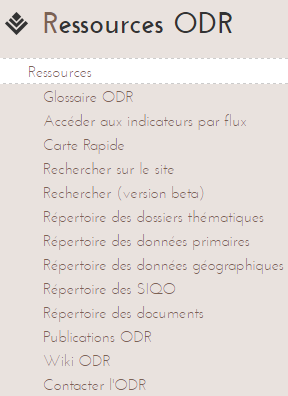 Ressources ODR
Ressources
Glossaire ODR
Accéder aux indicateurs par flux
Carte Rapide
Rechercher sur le site
Rechercher (version beta)
Répertoire des dossiers thématiques
Répertoire des données primaires
Répertoire des données géographiques
Répertoire des SIQO
Répertoire des documents
Publications ODR
Wiki ODR
Contacter l'ODR